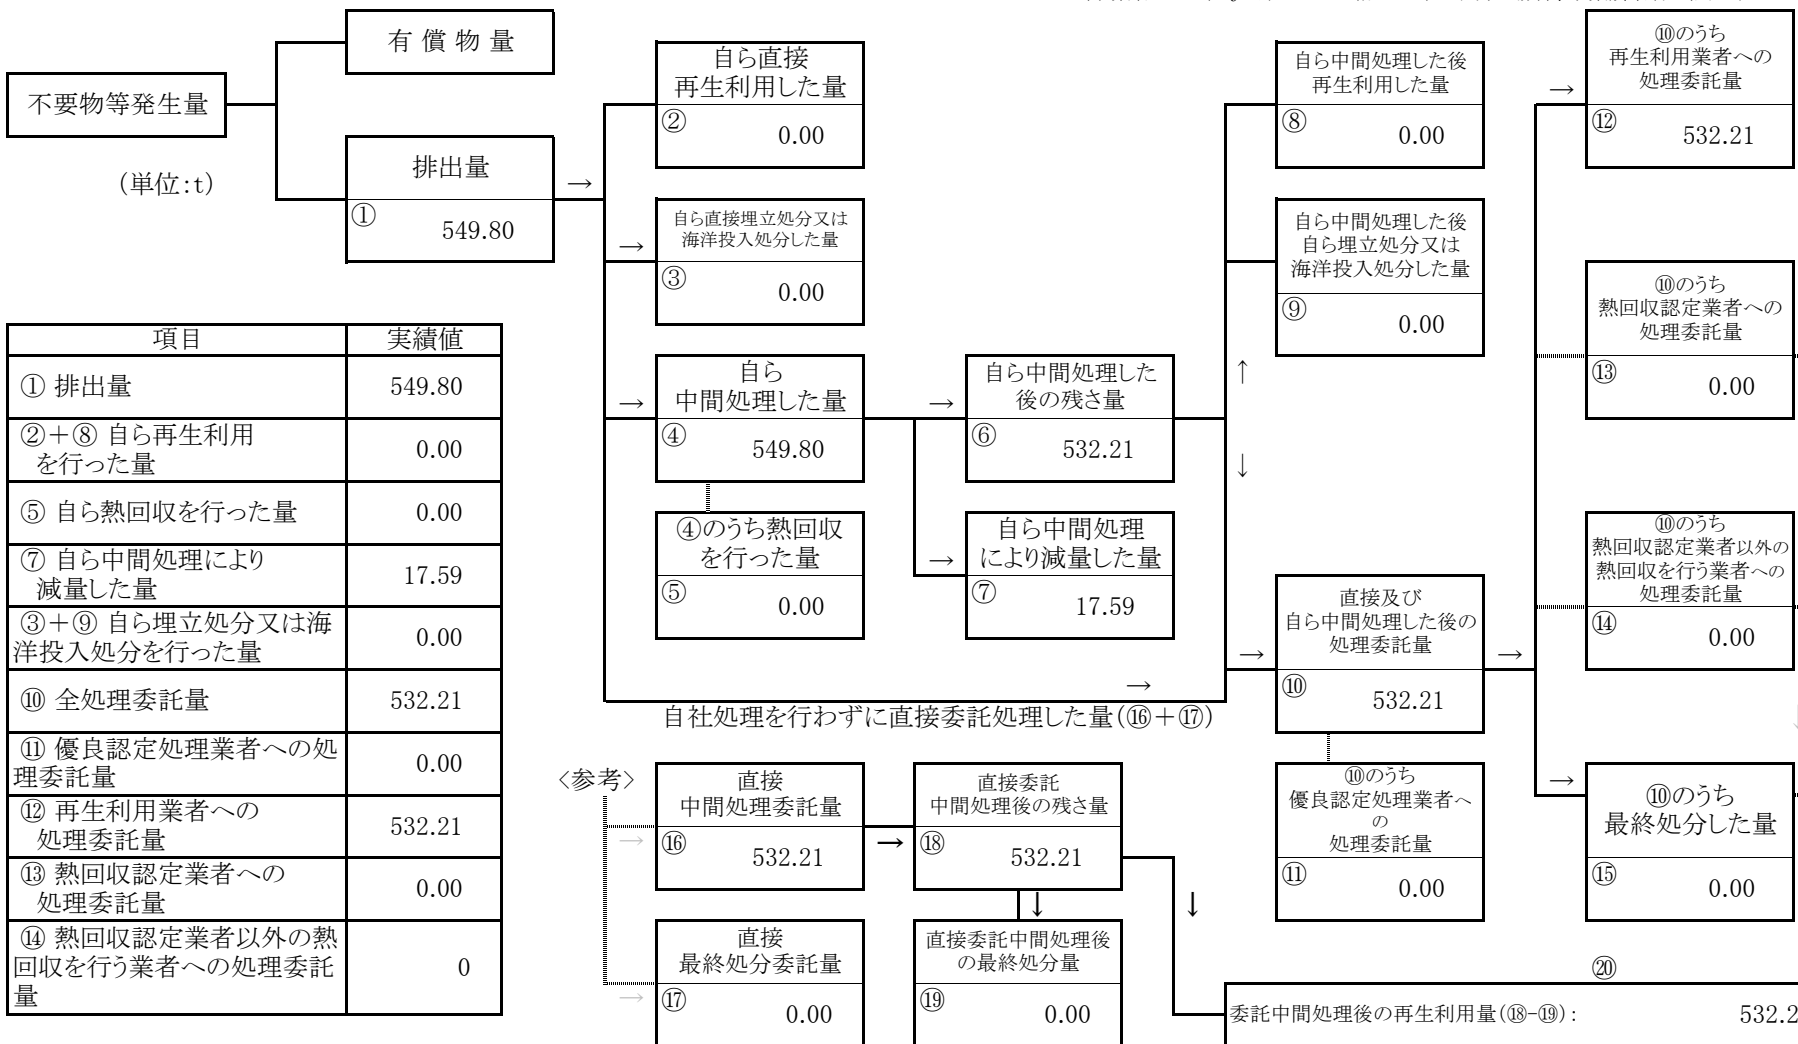 有償物量
不要物等発生量
(単位:t)
排出量
①
549.80
→
自ら直接
再生利用した量
②
0.00
→
自ら直接埋立処分又は
海洋投入処分した量
③
0.00
→
自ら
中間処理した量
④
549.80
④のうち熱回収
を行った量
⑤
0.00
→
自ら中間処理した
後の残さ量
⑥
532.21
→
自ら中間処理
により減量した量
⑦
17.59
自ら中間処理した後
再生利用した量
⑧
0.00
自ら中間処理した後
自ら埋立処分又は
海洋投入処分した量
⑨
0.00
↑
↓
→
直接及び
自ら中間処理した後の
処理委託量
⑩
532.21
→
⑩のうち
優良認定処理業者へ
の
処理委託量
⑪
0.00
→
⑩のうち
再生利用業者への
処理委託量
⑫
532.21
⑩のうち
熱回収認定業者への
処理委託量
⑬
0.00
⑩のうち
熱回収認定業者以外の
熱回収を行う業者への
処理委託量
⑭
0.00
→
⑩のうち
最終処分した量
⑮
0.00
→
自社処理を行わずに直接委託処理した量(⑯+⑰)
<参考>
→
直接
中間処理委託量
⑯
532.21
→
直接委託
中間処理後の残さ量
⑱
532.21
↓
↓
→
直接
最終処分委託量
⑰
0.00
直接委託中間処理後
の最終処分量
⑲
0.00
⑳
委託中間処理後の再生利用量(⑱-⑲):
532.2
項目 実績値
① 排出量 549.80
②+⑧ 自ら再生利用
を行った量 0.00
⑤ 自ら熱回収を行った量 0.00
⑦ 自ら中間処理により
減量した量 17.59
③+⑨ 自ら埋立処分又は海
洋投入処分を行った量 0.00
⑩ 全処理委託量 532.21
⑪ 優良認定処理業者への処
理委託量 0.00
⑫ 再生利用業者への
処理委託量 532.21
⑬ 熱回収認定業者への
処理委託量 0.00
⑭ 熱回収認定業者以外の熱
回収を行う業者への処理委託
量 0